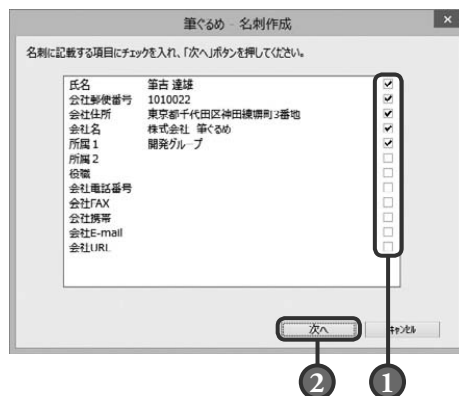 筆ぐるめ - 名刺作成
×
名刺に記載する項目にチェックを入れ、「次へ」ボタンを押してください。
氏名 筆吉 達雄
会社郵便番号 1010022
会社住所 東京都千代田区神田練塀町3番地
会社名 株式会社 筆ぐるめ
所属1 開発グループ
所属2
役職
会社電話番号
会社FAX
会社携帯
会社E-mail
会社URL
次へ キャンセル
2 1